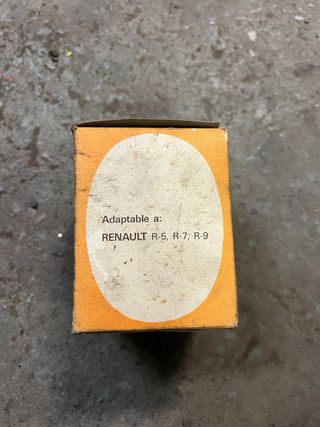 Adaptable a:
RENAULT R-5, R-7, R-9